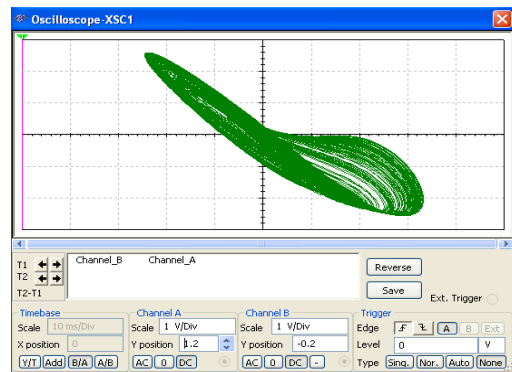 Oscilloscope-XSC1
T1
T2
T2-T1
Channel_B Channel_A
Reverse
Save
Ext. Trigger
Timebase
Scale 10 ms/Div
X position 0
Y/T Add B/A A/B
Channel A
Scale 1 V/Div
Y position 1.2
AC 0 DC
Channel B
Scale 1 V/Div
Y position -0.2
AC 0 DC -
Trigger
Edge A B Ext
Level 0 V
Type Sing. Nor. Auto None